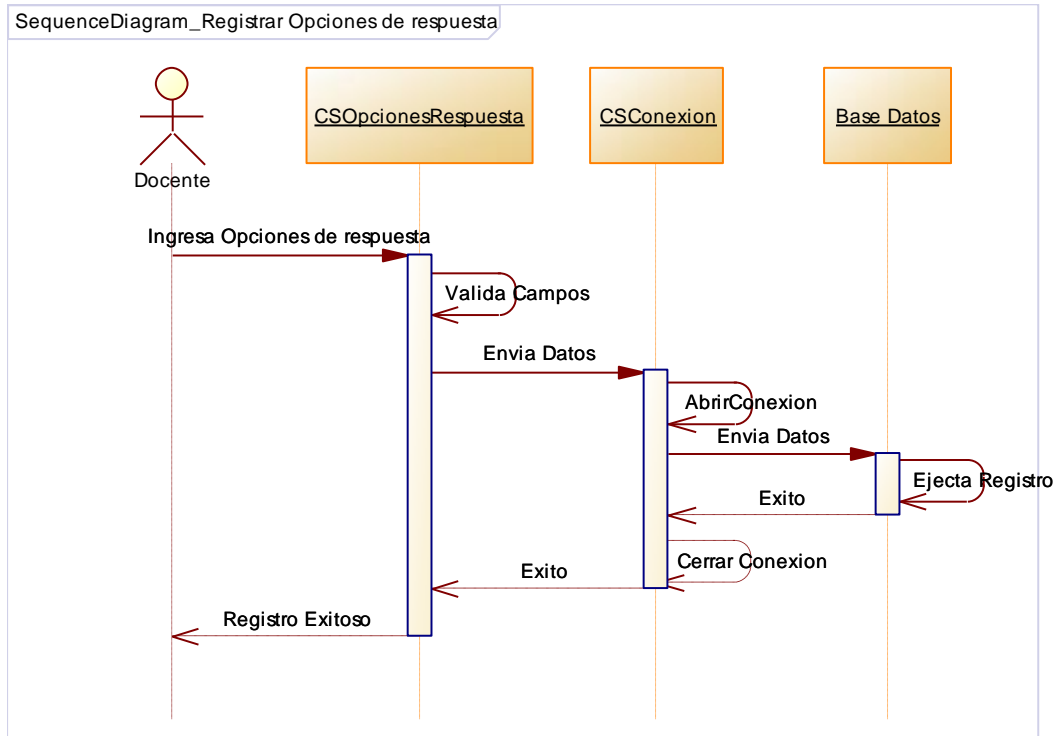 SequenceDiagram_Registrar Opciones de respuesta
CSOpcionesRespuesta
CSConexion
Base Datos
Docente
Ingresa Opciones de respuesta
Valida Campos
Envia Datos
AbrirConexion
Envia Datos
Ejecta Registro
Exito
Cerrar Conexion
Exito
Registro Exitoso